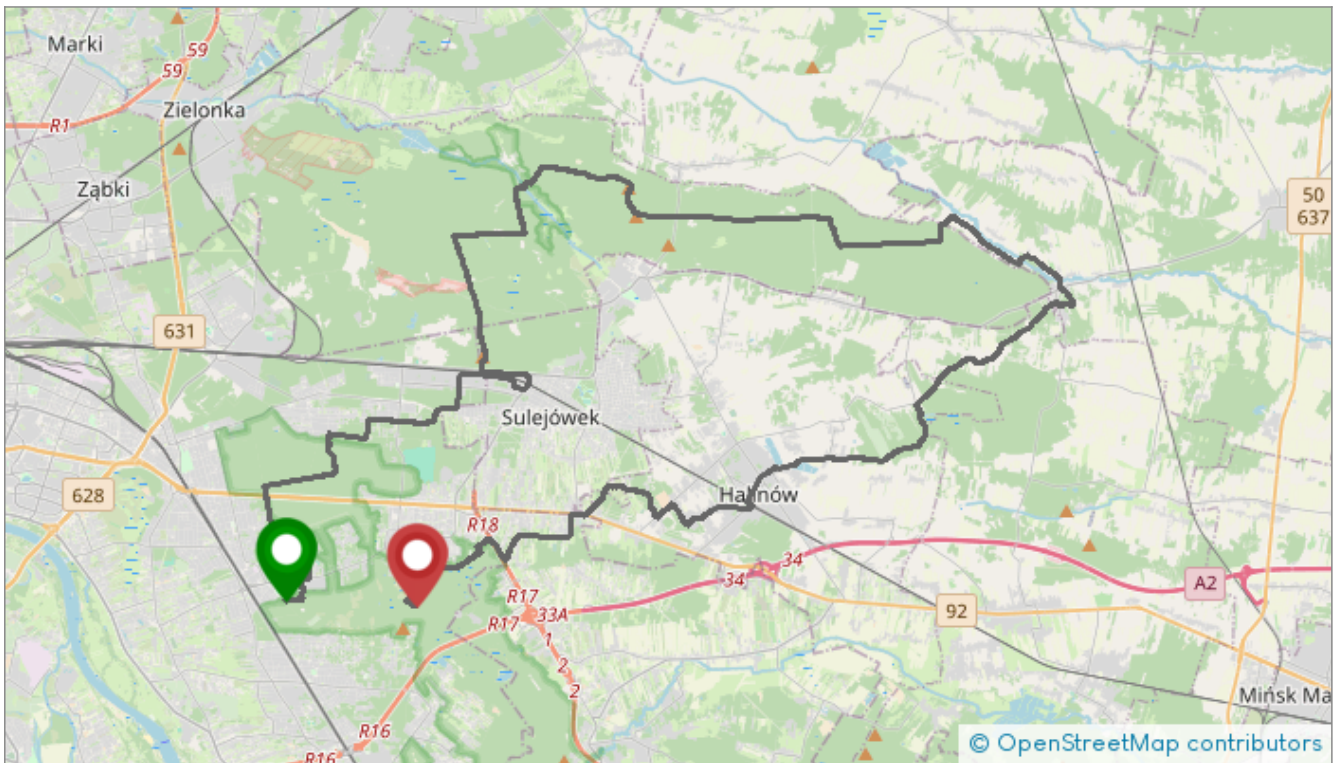 Marki
59
59
Zielonka
R1
Ząbki
50
637
631
Sulejówek
628
Halinów
R18
34
34
A2
R17
33A
R17
92
1
2
2
Mińsk Ma
R16
R16
© OpenStreetMap contributors